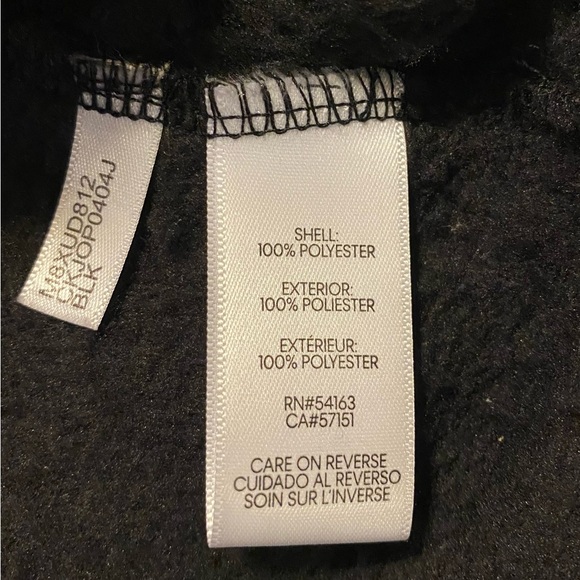 M8XUD812
CKJOP0404J
BLK
SHELL:
100% POLYESTER
EXTERIOR:
100% POLIESTER
EXTÉRIEUR:
100% POLYESTER
RN#54163
CA#57151
CARE ON REVERSE
CUIDADO AL REVERSO
SOIN SUR L'INVERSE